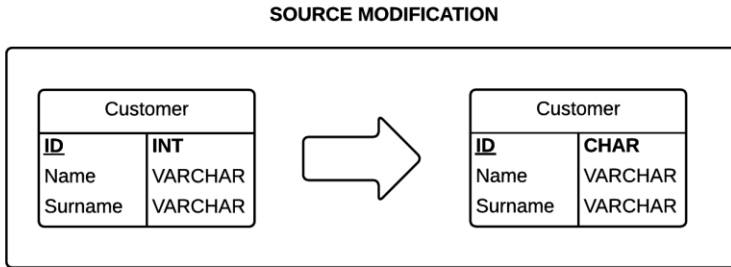 SOURCE MODIFICATION
Customer
ID INT
Name VARCHAR
Surname VARCHAR
Customer
ID CHAR
Name VARCHAR
Surname VARCHAR